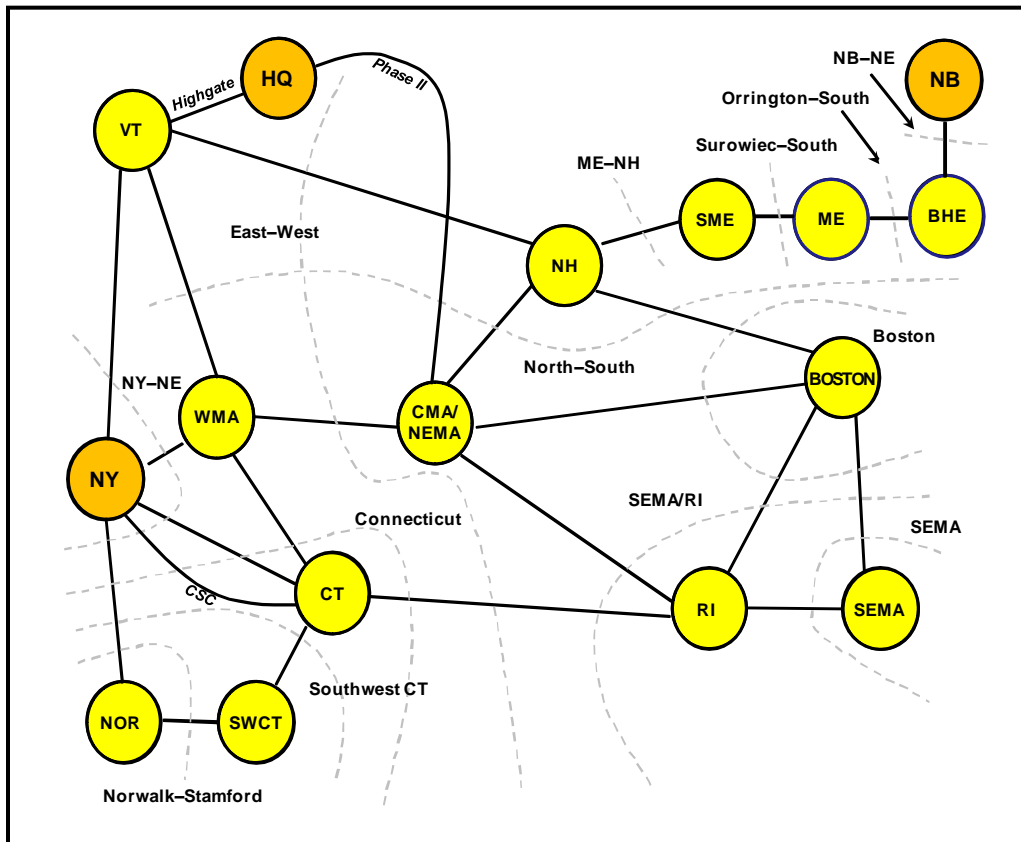 NB–NE
HQ
Phase II
NB
Highgate
Orrington–South
VT
Surowiec–South
ME–NH
SME
ME
BHE
East–West
NH
Boston
North–South
NY–NE
BOSTON
WMA
CMA/
NEMA
NY
SEMA/RI
Connecticut
SEMA
CSC
CT
RI
SEMA
Southwest CT
NOR
SWCT
Norwalk–Stamford